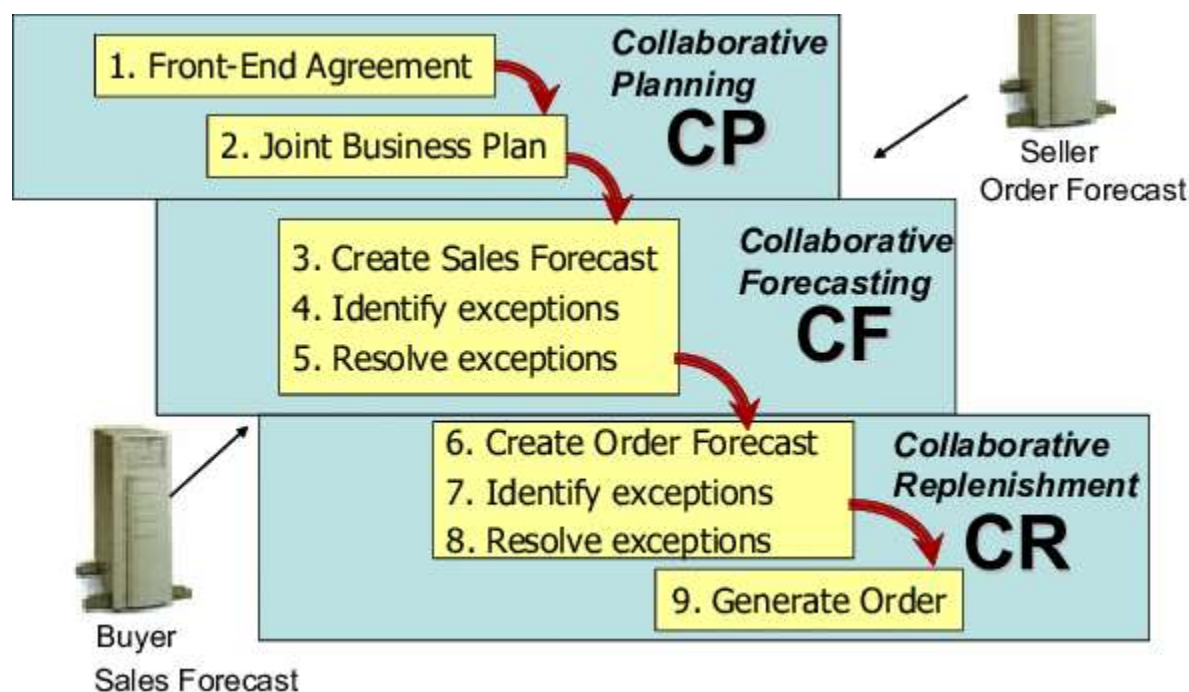 1. Front-End Agreement
Collaborative
Planning
CP
2. Joint Business Plan
Seller
Order Forecast
3. Create Sales Forecast
4. Identify exceptions
5. Resolve exceptions
Collaborative
Forecasting
CF
6. Create Order Forecast
7. Identify exceptions
8. Resolve exceptions
Collaborative
Replenishment
CR
9. Generate Order
Buyer
Sales Forecast